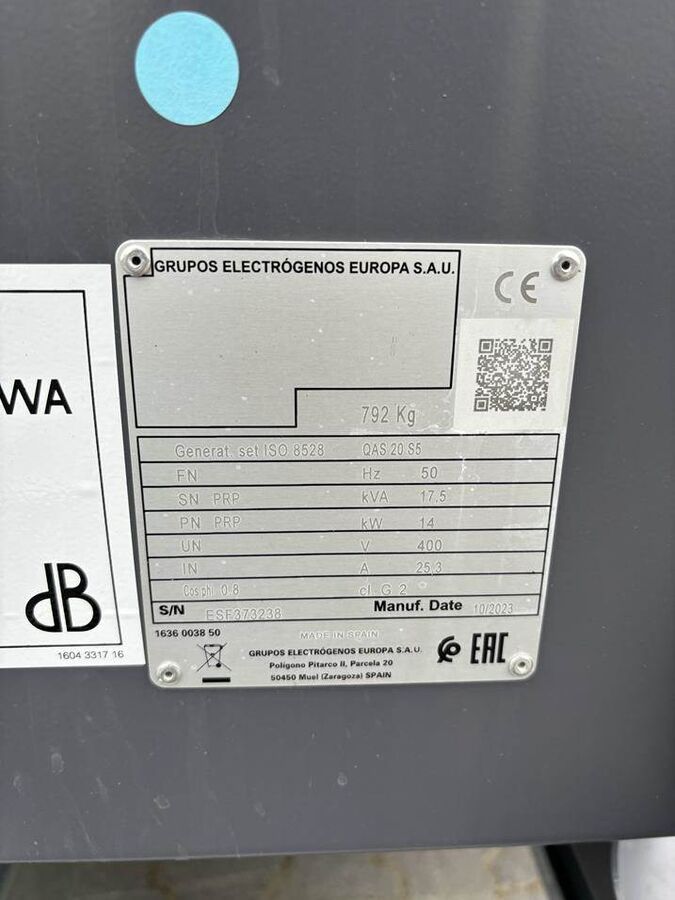 GRUPOS ELECTRÓGENOS EUROPA S.A.U.
CE
792 Kg
Generat. set ISO 8528 QAS 20 S5
FN Hz 50
SN PRP kVA 17,5
PN PRP kW 14
UN V 400
IN A 25,3
Cos phi 0,8 cl. G 2
S/N ESF373238 Manuf. Date 10/2023
1636 0038 50 MADE IN SPAIN
GRUPOS ELECTRÓGENOS EUROPA S.A.U.
Polígono Pitarco II, Parcela 20
50450 Muel (Zaragoza) SPAIN
EAC
WA
dB
1604 3317 16